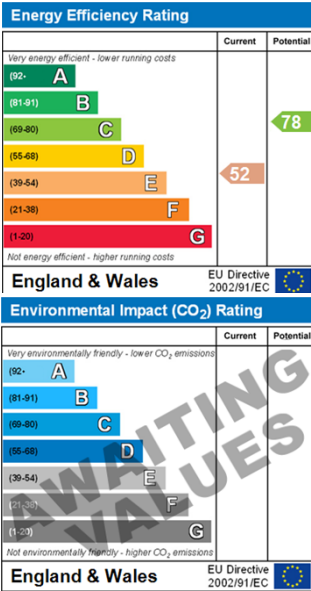 Energy Efficiency Rating
Current Potential
Very energy efficient - lower running costs
(92- A
(81-91) B
(69-80) C
78
(55-68) D
(39-54) E
52
(21-38) F
(1-20) G
Not energy efficient - higher running costs
England & Wales
EU Directive
2002/91/EC
Environmental Impact (CO2) Rating
Current Potential
Very environmentally friendly - lower CO2 emissions
(92- A
(81-91) B
(69-80) C
(55-68) D
(39-54) E
(21-38) F
(1-20) G
AWAITING
VALUES
Not environmentally friendly - higher CO2 emissions
England & Wales
EU Directive
2002/91/EC